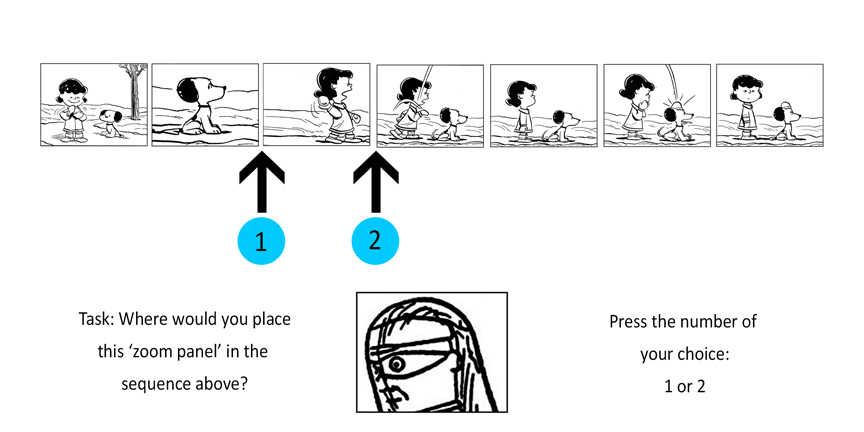 1
2
Task: Where would you place
this ‘zoom panel’ in the
sequence above?
Press the number of
your choice:
1 or 2